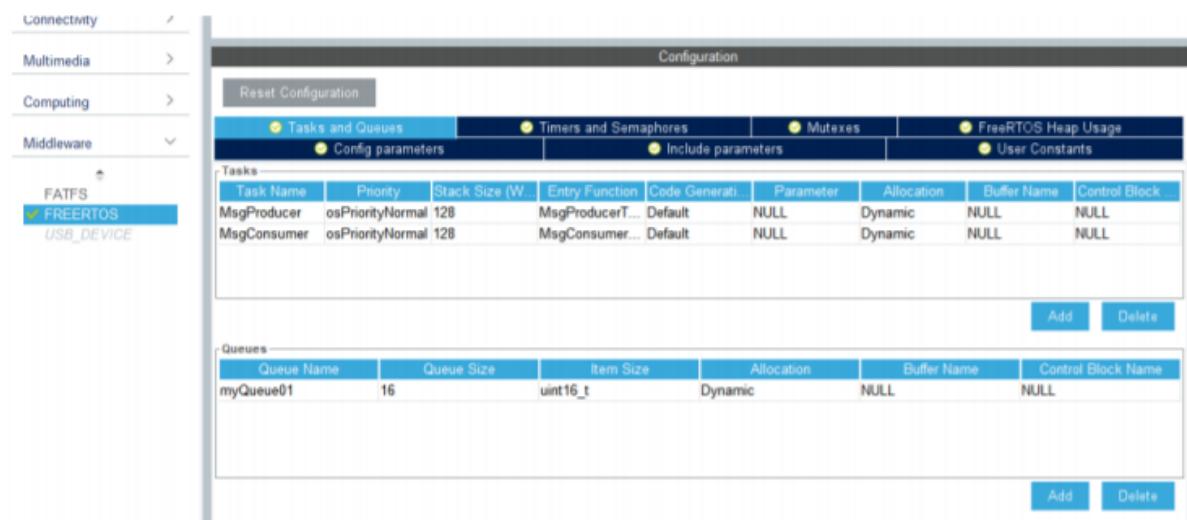 Connectivity
Multimedia
Computing
Middleware
FATFS
FREERTOS
USB_DEVICE
Configuration
Reset Configuration
Tasks and Queues Timers and Semaphores Mutexes FreeRTOS Heap Usage
Config parameters Include parameters User Constants
Tasks
Task Name Priority Stack Size (W... Entry Function Code Generati... Parameter Allocation Buffer Name Control Block ...
MsgProducer osPriorityNormal 128 MsgProducerT... Default NULL Dynamic NULL NULL
MsgConsumer osPriorityNormal 128 MsgConsumer... Default NULL Dynamic NULL NULL
Add Delete
Queues
Queue Name Queue Size Item Size Allocation Buffer Name Control Block Name
myQueue01 16 uint16_t Dynamic NULL NULL
Add Delete